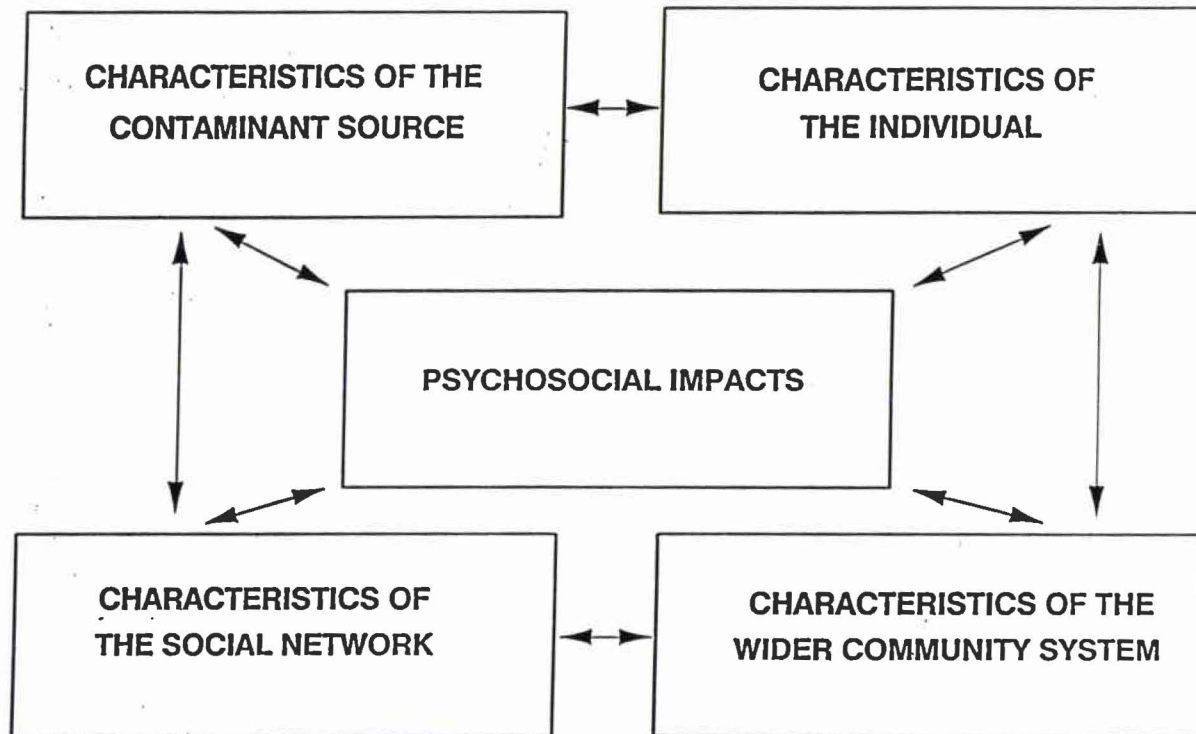 CHARACTERISTICS OF THE
CONTAMINANT SOURCE
CHARACTERISTICS OF
THE INDIVIDUAL
PSYCHOSOCIAL IMPACTS
CHARACTERISTICS OF
THE SOCIAL NETWORK
CHARACTERISTICS OF THE
WIDER COMMUNITY SYSTEM